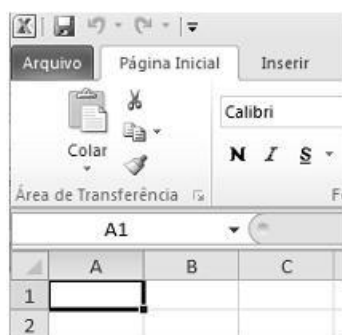 Arquivo Página Inicial Inserir
Calibri
Colar
N I S
Área de Transferência F
A1
A B C
1
2